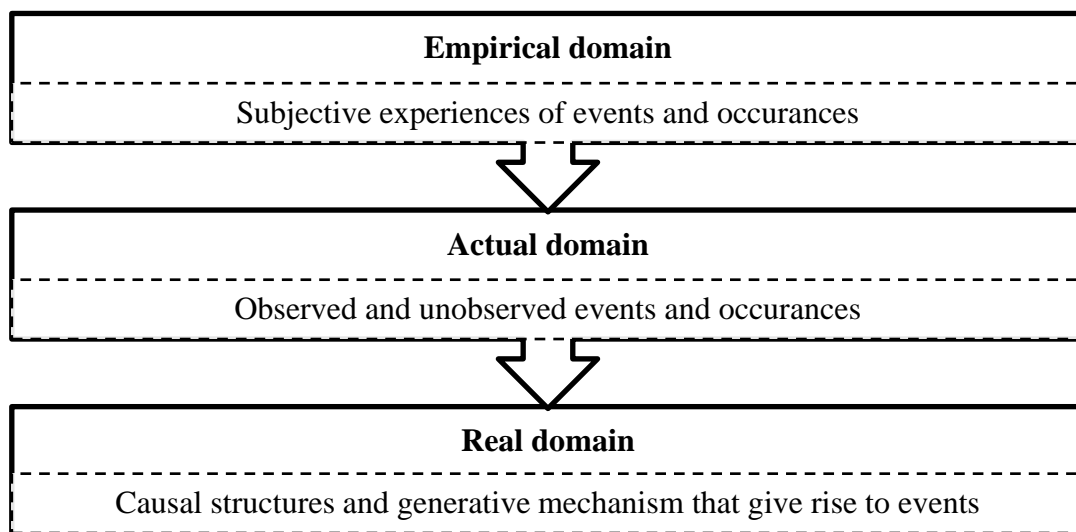 Empirical domain
Subjective experiences of events and occurances
Actual domain
Observed and unobserved events and occurances
Real domain
Causal structures and generative mechanism that give rise to events